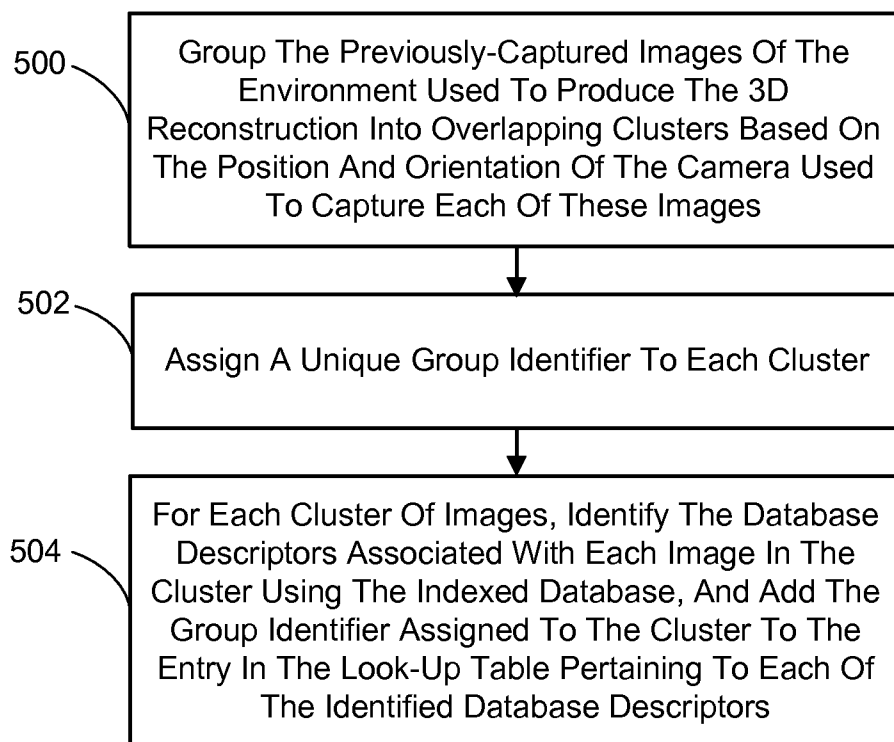 500
Group The Previously-Captured Images Of The
Environment Used To Produce The 3D
Reconstruction Into Overlapping Clusters Based On
The Position And Orientation Of The Camera Used
To Capture Each Of These Images
502
Assign A Unique Group Identifier To Each Cluster
504
For Each Cluster Of Images, Identify The Database
Descriptors Associated With Each Image In The
Cluster Using The Indexed Database, And Add The
Group Identifier Assigned To The Cluster To The
Entry In The Look-Up Table Pertaining To Each Of
The Identified Database Descriptors